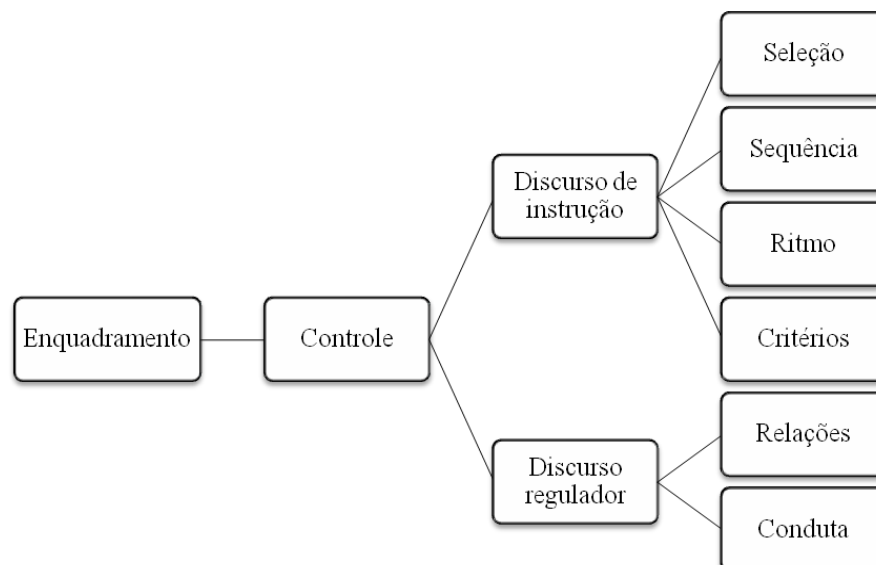 Enquadramento
Controle
Discurso de
instrução
Seleção
Sequência
Ritmo
Critérios
Discurso
regulador
Relações
Conduta